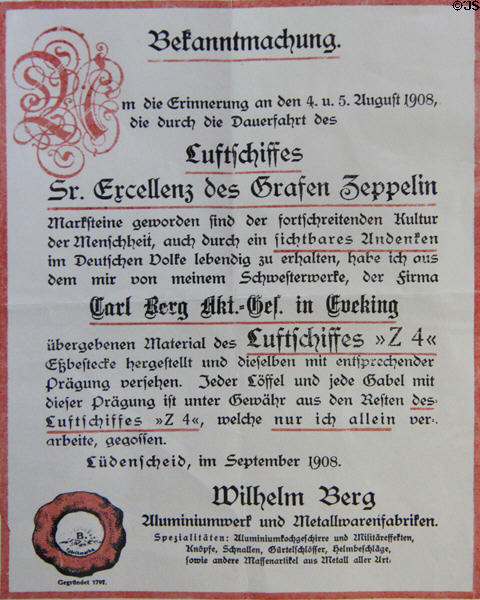 ©JS
Bekanntmachung.
Um die Erinnerung an den 4. u. 5. August 1908,
die durch die Dauerfahrt des
Luftschiffes
Sr. Excellenz des Grafen Zeppelin
Marksteine geworden sind der fortschreitenden Kultur
der Menschheit, auch durch ein sichtbares Andenken
im Deutschen Volke lebendig zu erhalten, habe ich aus
dem mir von meinem Schwesterwerke, der Firma
Carl Berg Akt.-Ges. in Eveking
übergebenen Material des Luftschiffes »Z 4«
Eßbestecke hergestellt und dieselben mit entsprechender
Prägung versehen. Jeder Löffel und jede Gabel mit
dieser Prägung ist unter Gewähr aus den Resten des
Luftschiffes »Z 4«, welche nur ich allein ver-
arbeite, gegossen.
Lüdenscheid, im September 1908.
Wilhelm Berg
Aluminiumwerk und Metallwarenfabriken.
Spezialitäten: Aluminiumkochgeschirre und Militäreffekten,
Knöpfe, Schnallen, Gürtelschlösser, Helmbeschläge,
sowie andere Massenartikel aus Metall aller Art.
B.
Fabrikmarke
Gegründet 1797.